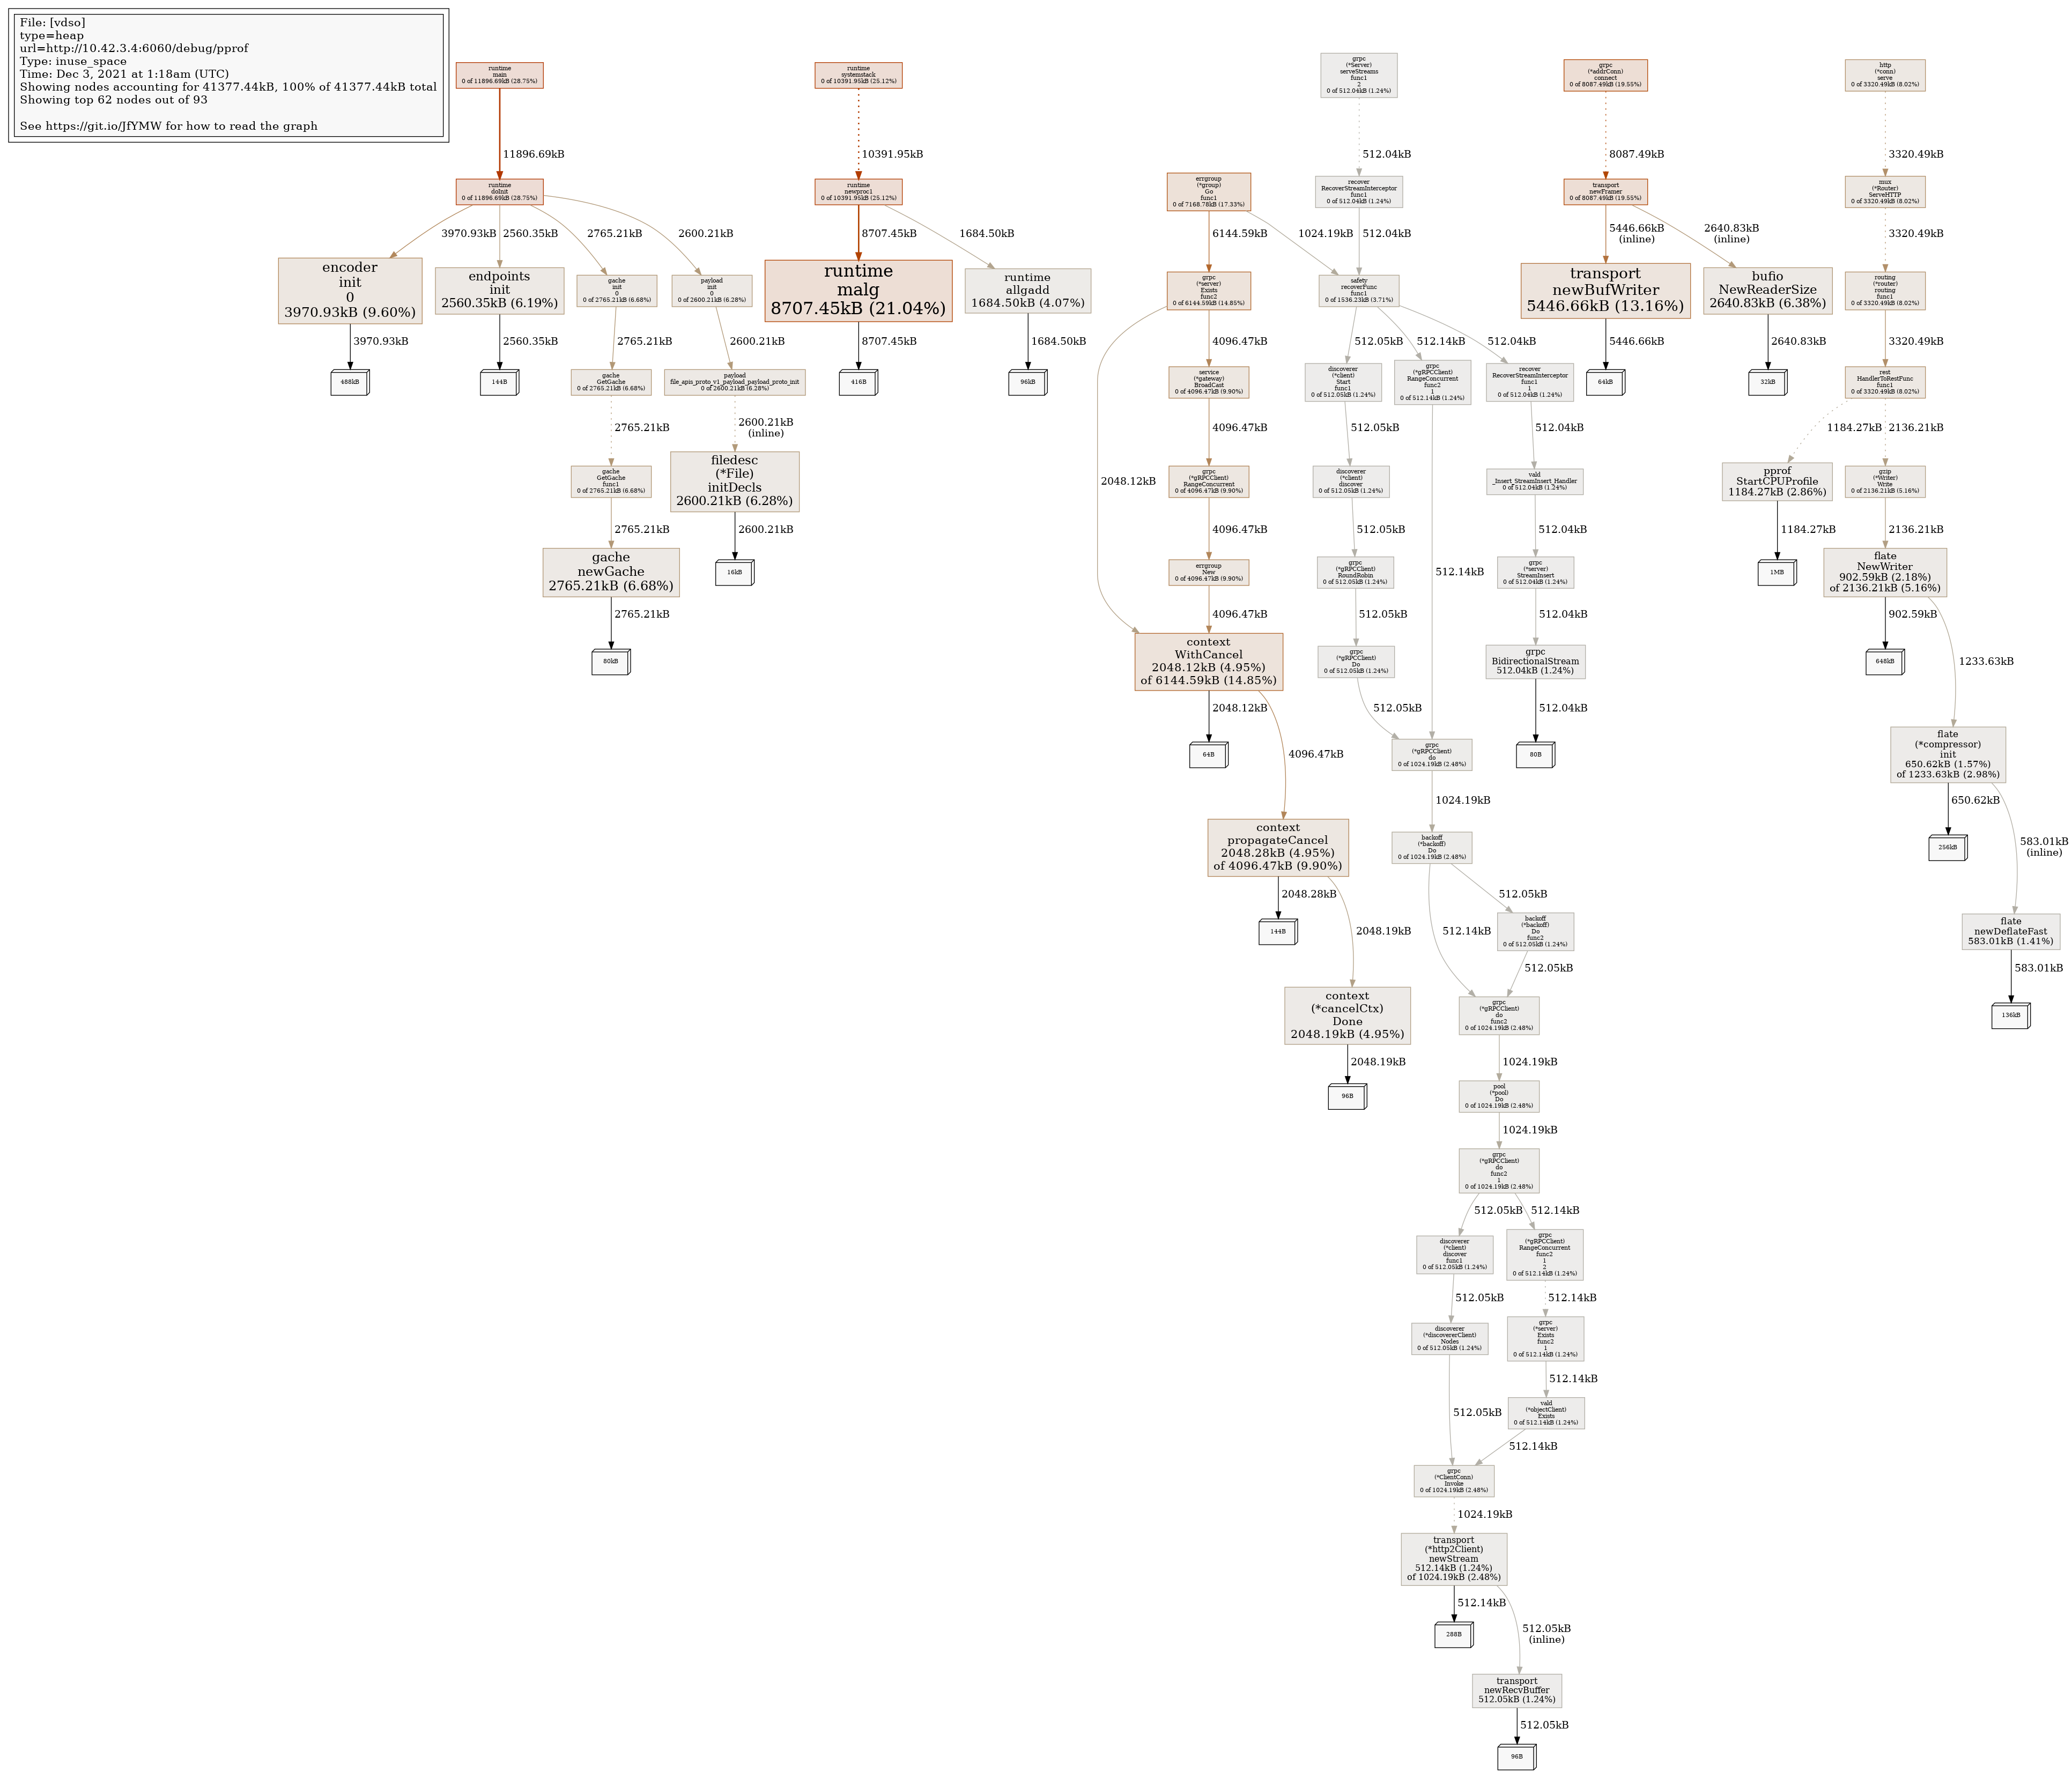 File: [vdso]
type=heap
url=http://10.42.3.4:6060/debug/pprof
Type: inuse_space
Time: Dec 3, 2021 at 1:18am (UTC)
Showing nodes accounting for 41377.44kB, 100% of 41377.44kB total
Showing top 62 nodes out of 93
See https://git.io/JfYMW for how to read the graph
runtime
main
0 of 11896.69kB (28.75%)
11896.69kB
runtime
doInit
0 of 11896.69kB (28.75%)
3970.93kB
2560.35kB
2765.21kB
2600.21kB
encoder
init
0
3970.93kB (9.60%)
3970.93kB
488kB
endpoints
init
2560.35kB (6.19%)
2560.35kB
144B
gache
init
0
0 of 2765.21kB (6.68%)
2765.21kB
gache
GetGache
0 of 2765.21kB (6.68%)
2765.21kB
gache
GetGache
func1
0 of 2765.21kB (6.68%)
2765.21kB
gache
newGache
2765.21kB (6.68%)
2765.21kB
80kB
payload
init
0
0 of 2600.21kB (6.28%)
2600.21kB
payload
file_apis_proto_v1_payload_payload_proto_init
0 of 2600.21kB (6.28%)
2600.21kB
(inline)
filedesc
(*File)
initDecls
2600.21kB (6.28%)
2600.21kB
16kB
runtime
systemstack
0 of 10391.95kB (25.12%)
10391.95kB
runtime
newproc1
0 of 10391.95kB (25.12%)
8707.45kB
1684.50kB
runtime
malg
8707.45kB (21.04%)
8707.45kB
416B
runtime
allgadd
1684.50kB (4.07%)
1684.50kB
96kB
errgroup
(*group)
Go
func1
0 of 7168.78kB (17.33%)
6144.59kB
1024.19kB
grpc
(*server)
Exists
func2
0 of 6144.59kB (14.85%)
2048.12kB
4096.47kB
service
(*gateway)
BroadCast
0 of 4096.47kB (9.90%)
4096.47kB
grpc
(*gRPCClient)
RangeConcurrent
0 of 4096.47kB (9.90%)
4096.47kB
errgroup
New
0 of 4096.47kB (9.90%)
4096.47kB
context
WithCancel
2048.12kB (4.95%)
of 6144.59kB (14.85%)
2048.12kB
64B
4096.47kB
context
propagateCancel
2048.28kB (4.95%)
of 4096.47kB (9.90%)
2048.28kB
144B
2048.19kB
context
(*cancelCtx)
Done
2048.19kB (4.95%)
2048.19kB
96B
grpc
(*Server)
serveStreams
func1
2
0 of 512.04kB (1.24%)
512.04kB
recover
RecoverStreamInterceptor
func1
0 of 512.04kB (1.24%)
512.04kB
safety
recoverFunc
func1
0 of 1536.23kB (3.71%)
512.05kB
512.14kB
512.04kB
discoverer
(*client)
Start
func1
0 of 512.05kB (1.24%)
512.05kB
discoverer
(*client)
discover
0 of 512.05kB (1.24%)
512.05kB
grpc
(*gRPCClient)
RoundRobin
0 of 512.05kB (1.24%)
512.05kB
grpc
(*gRPCClient)
Do
0 of 512.05kB (1.24%)
512.05kB
grpc
(*gRPCClient)
RangeConcurrent
func2
1
0 of 512.14kB (1.24%)
512.14kB
recover
RecoverStreamInterceptor
func1
1
0 of 512.04kB (1.24%)
512.04kB
vald
_Insert_StreamInsert_Handler
0 of 512.04kB (1.24%)
512.04kB
grpc
(*server)
StreamInsert
0 of 512.04kB (1.24%)
512.04kB
grpc
BidirectionalStream
512.04kB (1.24%)
512.04kB
80B
grpc
(*gRPCClient)
do
0 of 1024.19kB (2.48%)
1024.19kB
backoff
(*backoff)
Do
0 of 1024.19kB (2.48%)
512.14kB
512.05kB
backoff
(*backoff)
Do
func2
0 of 512.05kB (1.24%)
512.05kB
grpc
(*gRPCClient)
do
func2
0 of 1024.19kB (2.48%)
1024.19kB
pool
(*pool)
Do
0 of 1024.19kB (2.48%)
1024.19kB
grpc
(*gRPCClient)
do
func2
1
0 of 1024.19kB (2.48%)
512.05kB
512.14kB
discoverer
(*client)
discover
func1
0 of 512.05kB (1.24%)
512.05kB
discoverer
(*discovererClient)
Nodes
0 of 512.05kB (1.24%)
512.05kB
grpc
(*gRPCClient)
RangeConcurrent
func2
1
2
0 of 512.14kB (1.24%)
512.14kB
grpc
(*server)
Exists
func2
1
0 of 512.14kB (1.24%)
512.14kB
vald
(*objectClient)
Exists
0 of 512.14kB (1.24%)
512.14kB
grpc
(*ClientConn)
Invoke
0 of 1024.19kB (2.48%)
1024.19kB
transport
(*http2Client)
newStream
512.14kB (1.24%)
of 1024.19kB (2.48%)
512.14kB
288B
512.05kB
(inline)
transport
newRecvBuffer
512.05kB (1.24%)
512.05kB
96B
grpc
(*addrConn)
connect
0 of 8087.49kB (19.55%)
8087.49kB
transport
newFramer
0 of 8087.49kB (19.55%)
5446.66kB
(inline)
2640.83kB
(inline)
transport
newBufWriter
5446.66kB (13.16%)
5446.66kB
64kB
bufio
NewReaderSize
2640.83kB (6.38%)
2640.83kB
32kB
http
(*conn)
serve
0 of 3320.49kB (8.02%)
3320.49kB
mux
(*Router)
ServeHTTP
0 of 3320.49kB (8.02%)
3320.49kB
routing
(*router)
routing
func1
0 of 3320.49kB (8.02%)
3320.49kB
rest
HandlerToRestFunc
func1
0 of 3320.49kB (8.02%)
1184.27kB
2136.21kB
pprof
StartCPUProfile
1184.27kB (2.86%)
1184.27kB
1MB
gzip
(*Writer)
Write
0 of 2136.21kB (5.16%)
2136.21kB
flate
NewWriter
902.59kB (2.18%)
of 2136.21kB (5.16%)
902.59kB
648kB
1233.63kB
flate
(*compressor)
init
650.62kB (1.57%)
of 1233.63kB (2.98%)
650.62kB
256kB
583.01kB
(inline)
flate
newDeflateFast
583.01kB (1.41%)
583.01kB
136kB